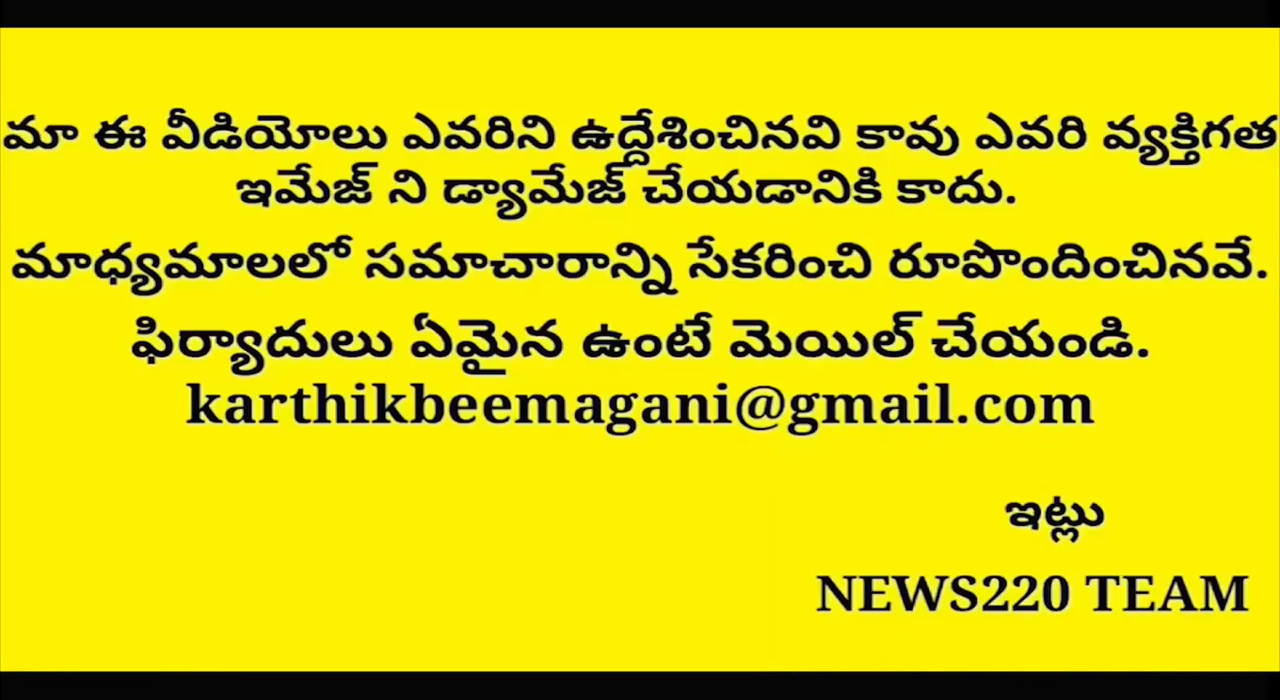 మా ఈ వీడియోలు ఎవరిని ఉద్దేశించినవి కావు ఎవరి వ్యక్తిగత
ఇమేజ్ ని డ్యామేజ్ చేయడానికి కాదు.
మాధ్యమాలలో సమాచారాన్ని సేకరించి రూపొందించినవే.
ఫిర్యాదులు ఏమైన ఉంటే మెయిల్ చేయండి.
karthikbeemagani@gmail.com
ఇట్లు
NEWS220 TEAM